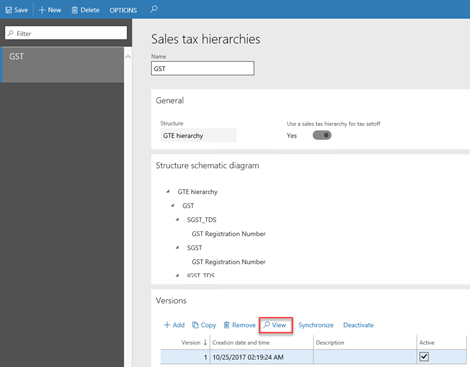 Save New Delete OPTIONS
Filter
GST
Sales tax hierarchies
Name
GST
General
Structure Use a sales tax hierarchy for tax setoff
GTE hierarchy Yes
Structure schematic diagram
GTE hierarchy
GST
SGST_TDS
GST Registration Number
SGST
GST Registration Number
IGST_TDS
Versions
Add Copy Remove View Synchronize Deactivate
Version Creation date and time Description Active
1 10/25/2017 02:19:24 AM